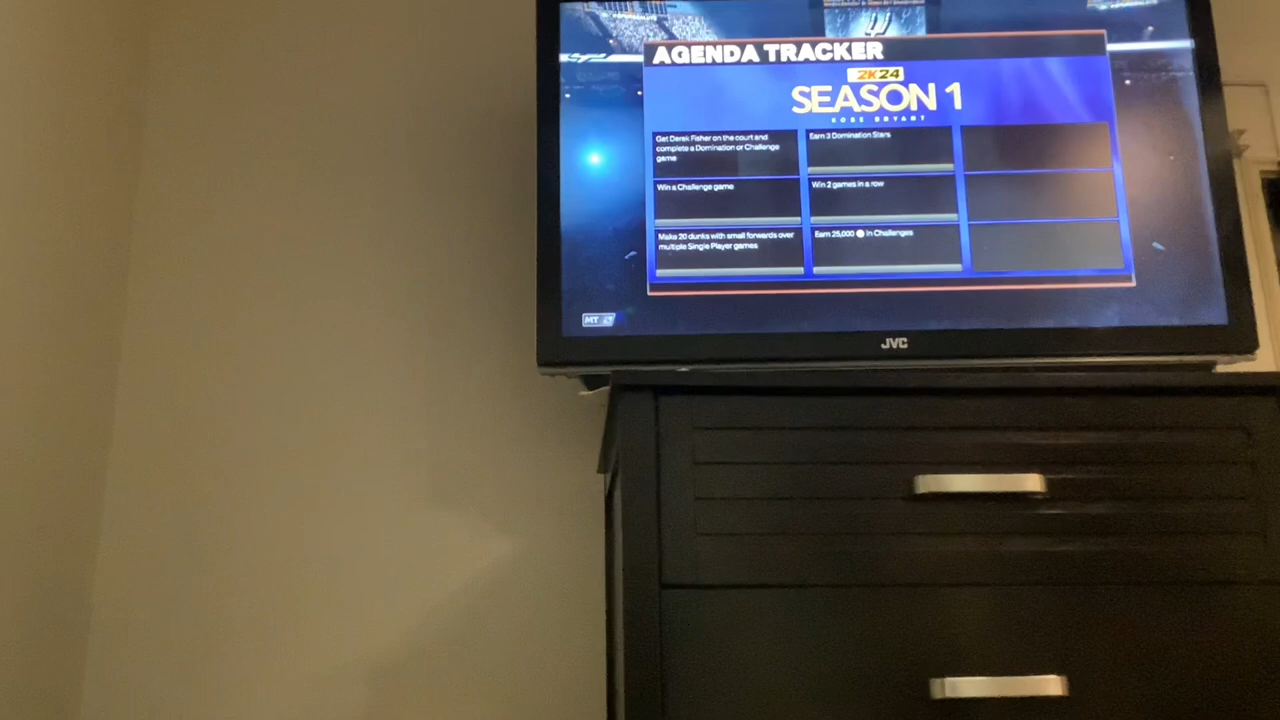 AGENDA TRACKER
2K24
SEASON 1
KOBE BRYANT
Get Derek Fisher on the court and
complete a Domination or Challenge
game
Earn 3 Domination Stars
Win a Challenge game
Win 2 games in a row
Make 20 dunks with small forwards over
multiple Single Player games
Earn 25,000 in Challenges
MT
JVC